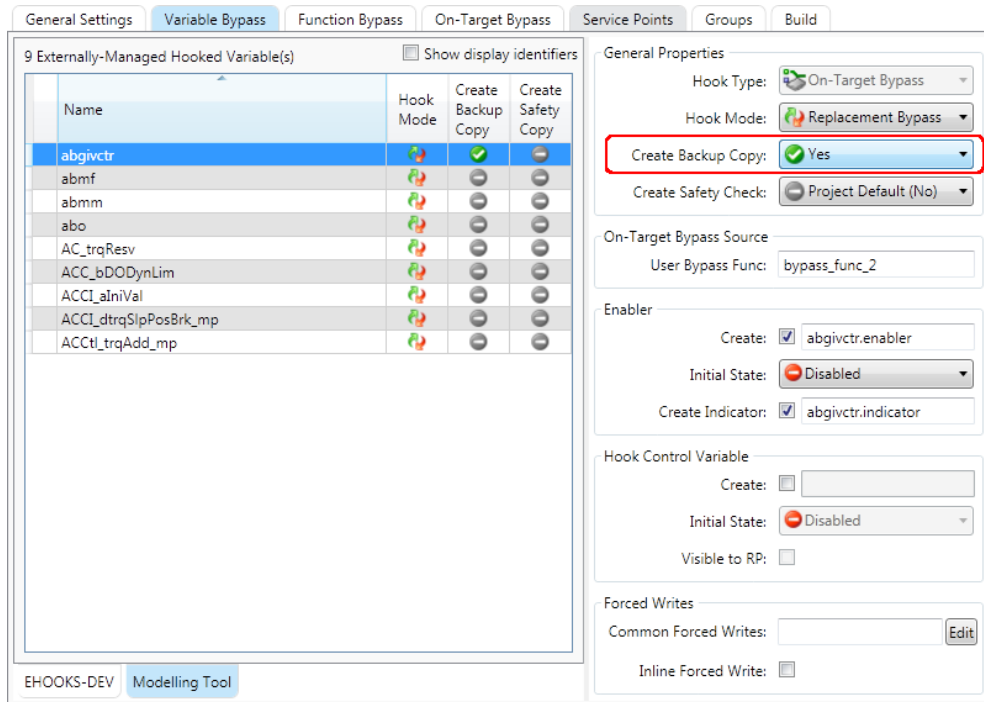 General Settings Variable Bypass Function Bypass On-Target Bypass Service Points Groups Build
9 Externally-Managed Hooked Variable(s) Show display identifiers
Name Hook Mode Create Backup Copy Create Safety Copy
abgivctr
abmf
abmm
abo
AC_trqResv
ACC_bDODynLim
ACCI_aIniVal
ACCI_dtrqSlpPosBrk_mp
ACCtl_trqAdd_mp
EHOOKS-DEV Modelling Tool
General Properties
Hook Type: On-Target Bypass
Hook Mode: Replacement Bypass
Create Backup Copy: Yes
Create Safety Check: Project Default (No)
On-Target Bypass Source
User Bypass Func: bypass_func_2
Enabler
Create: abgivctr.enabler
Initial State: Disabled
Create Indicator: abgivctr.indicator
Hook Control Variable
Create:
Initial State: Disabled
Visible to RP:
Forced Writes
Common Forced Writes: Edit
Inline Forced Write: